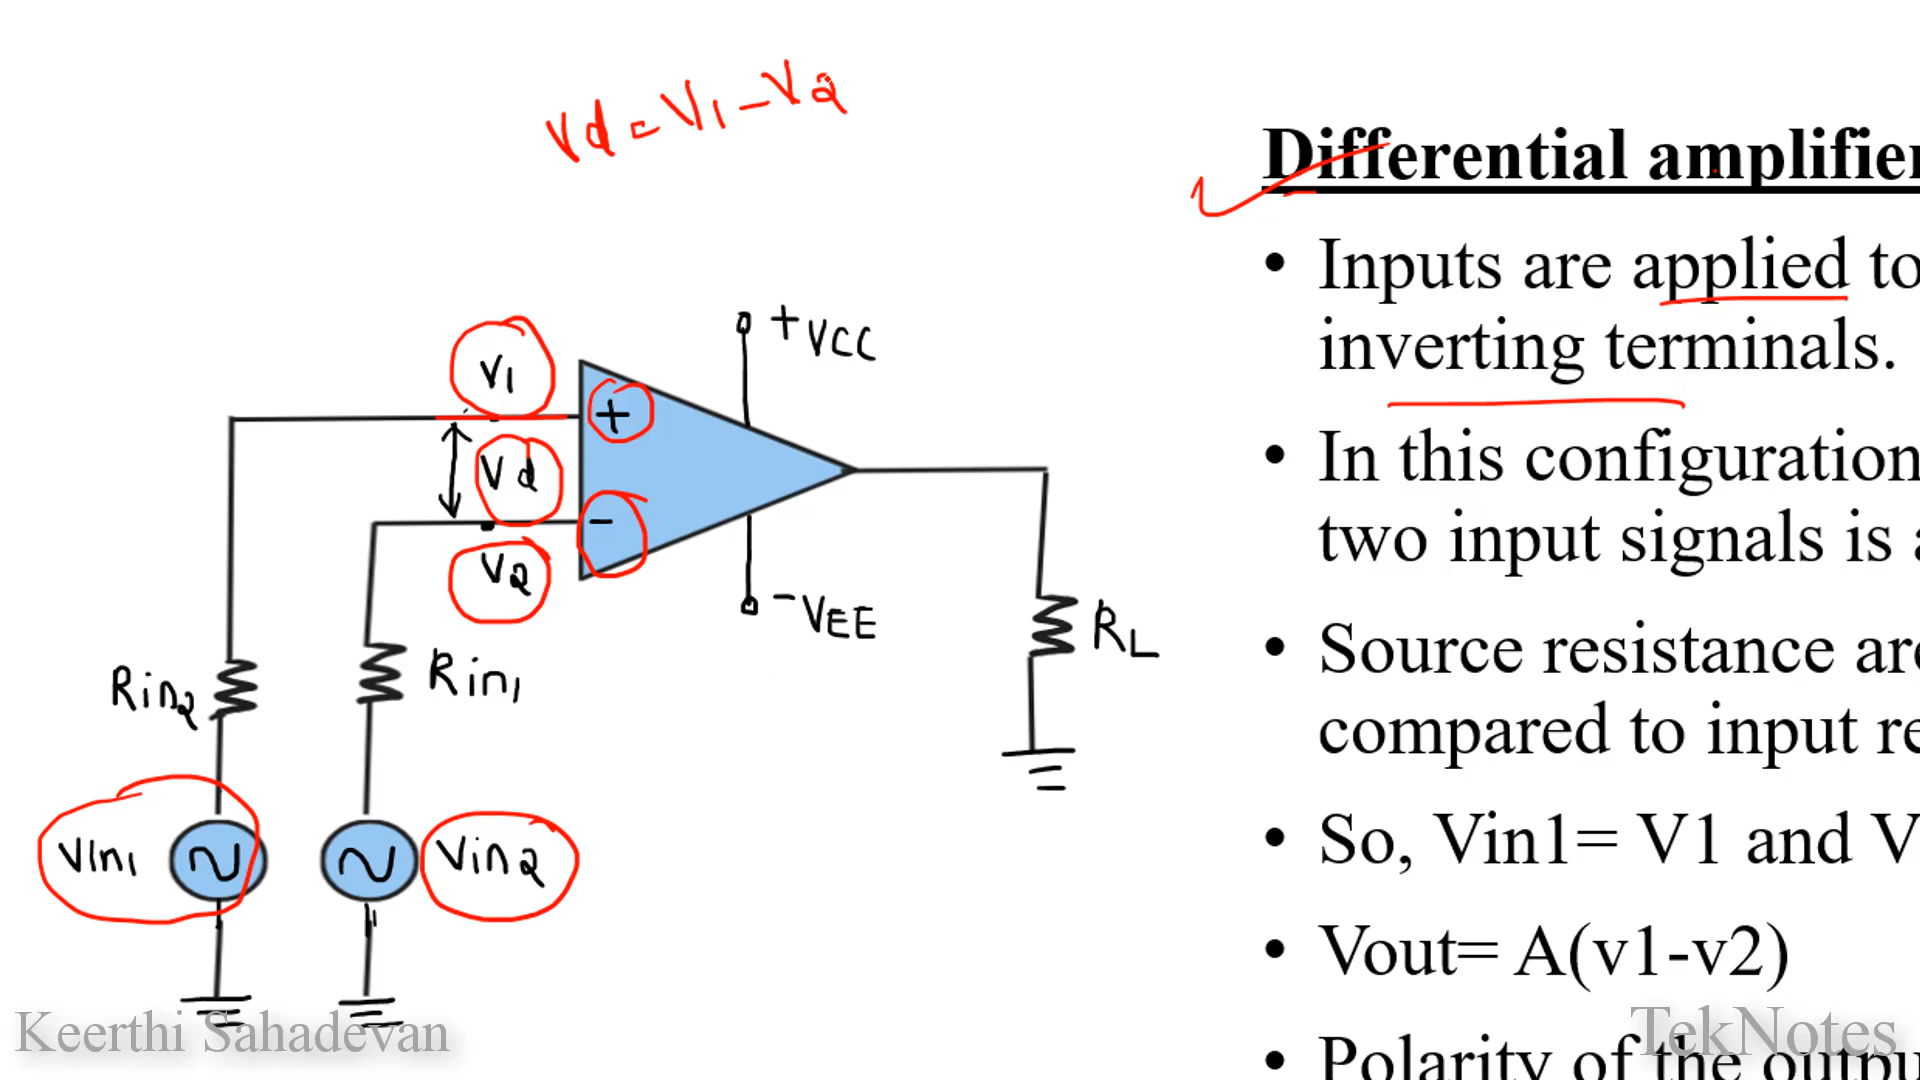 Vd = V1 - V2
+VCC
V1
+
Vd
-
V2
-VEE
RL
Rin2
Rin1
Vin1
Vin2
Differential amplifier
• Inputs are applied to
inverting terminals.
• In this configuration
two input signals is a
• Source resistance are
compared to input re
• So, Vin1= V1 and V
• Vout= A(v1-v2)
• Polarity of the outpu
Keerthi Sahadevan
TekNotes